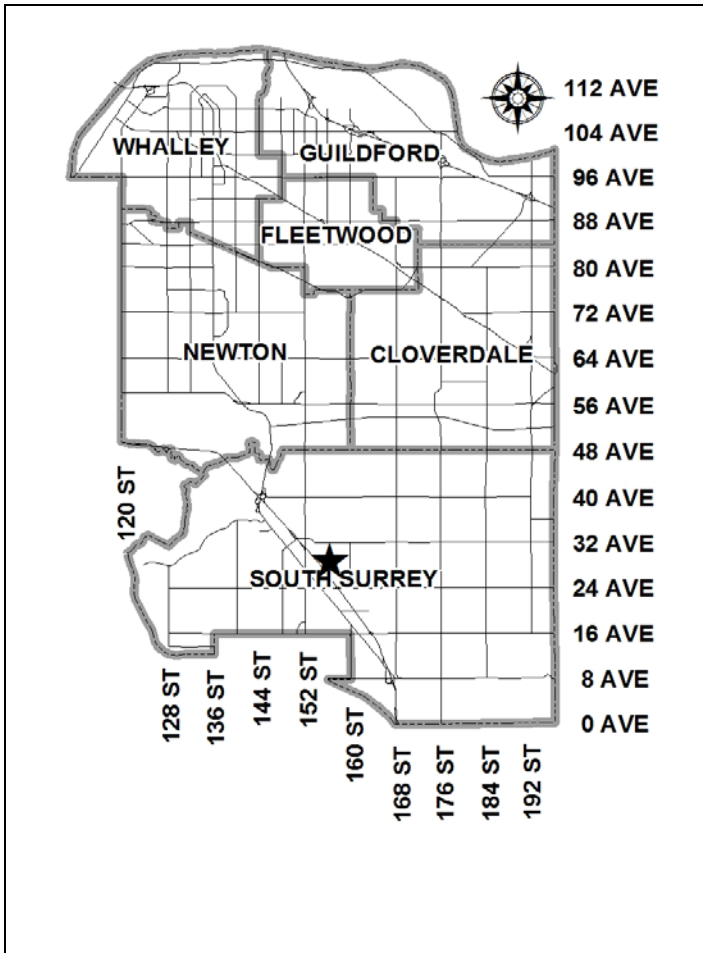 112 AVE
104 AVE
WHALLEY
GUILDFORD
96 AVE
88 AVE
FLEETWOOD
80 AVE
72 AVE
NEWTON
CLOVERDALE
64 AVE
56 AVE
48 AVE
40 AVE
120 ST
32 AVE
SOUTH SURREY
24 AVE
16 AVE
8 AVE
0 AVE
128 ST
136 ST
144 ST
152 ST
160 ST
168 ST
176 ST
184 ST
192 ST